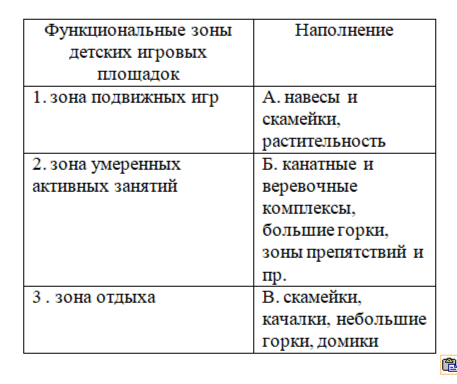 Функциональные зоны
детских игровых
площадок
Наполнение
1. зона подвижных игр
А. навесы и
скамейки,
растительность
2. зона умеренных
активных занятий
Б. канатные и
веревочные
комплексы,
большие горки,
зоны препятствий и
пр.
3 . зона отдыха
В. скамейки,
качалки, небольшие
горки, домики